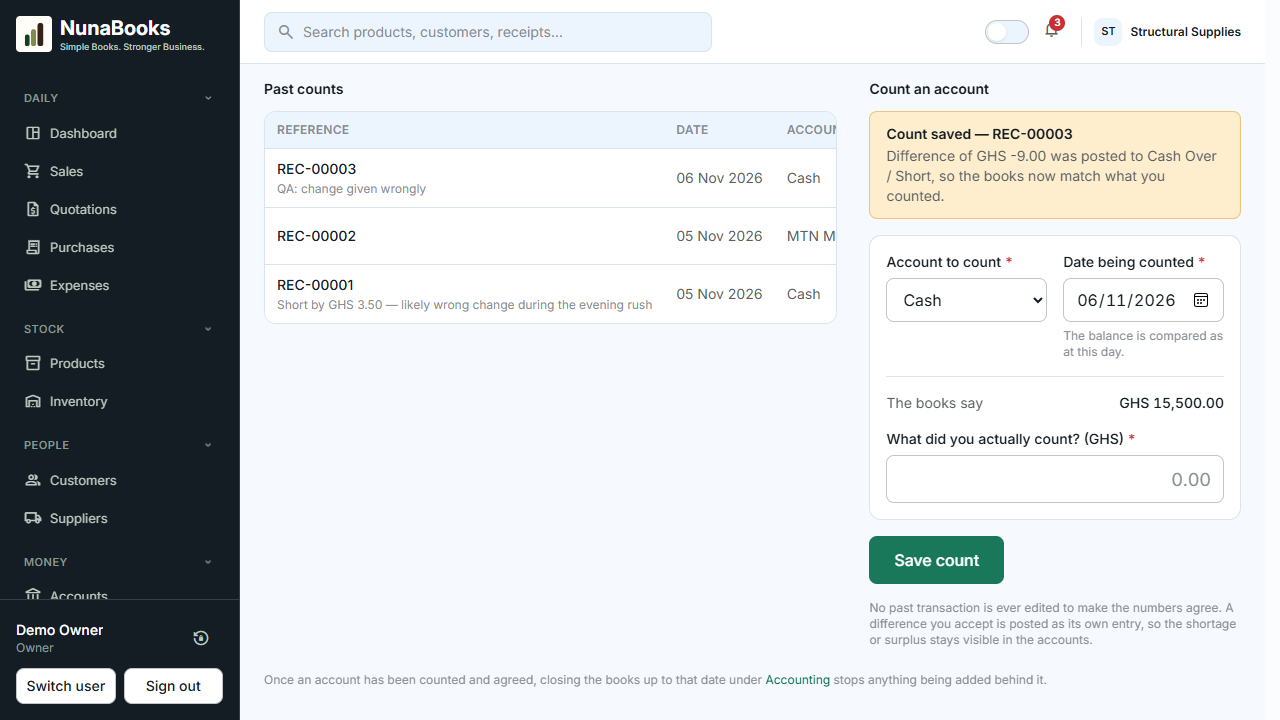 NunaBooks
Simple Books. Stronger Business.
Search products, customers, receipts...
3
ST
Structural Supplies
DAILY
Dashboard
Sales
Quotations
Purchases
Expenses
STOCK
Products
Inventory
PEOPLE
Customers
Suppliers
MONEY
Accounts
Demo Owner
Owner
Switch user
Sign out
Past counts
REFERENCE DATE ACCOUN
REC-00003 06 Nov 2026 Cash
QA: change given wrongly
REC-00002 05 Nov 2026 MTN M
REC-00001 05 Nov 2026 Cash
Short by GHS 3.50 — likely wrong change during the evening rush
Count an account
Count saved — REC-00003
Difference of GHS -9.00 was posted to Cash Over
/ Short, so the books now match what you
counted.
Account to count * Date being counted *
Cash 06/11/2026
The balance is compared as
at this day.
The books say GHS 15,500.00
What did you actually count? (GHS) *
0.00
Save count
No past transaction is ever edited to make the numbers agree. A
difference you accept is posted as its own entry, so the shortage
or surplus stays visible in the accounts.
Once an account has been counted and agreed, closing the books up to that date under Accounting stops anything being added behind it.